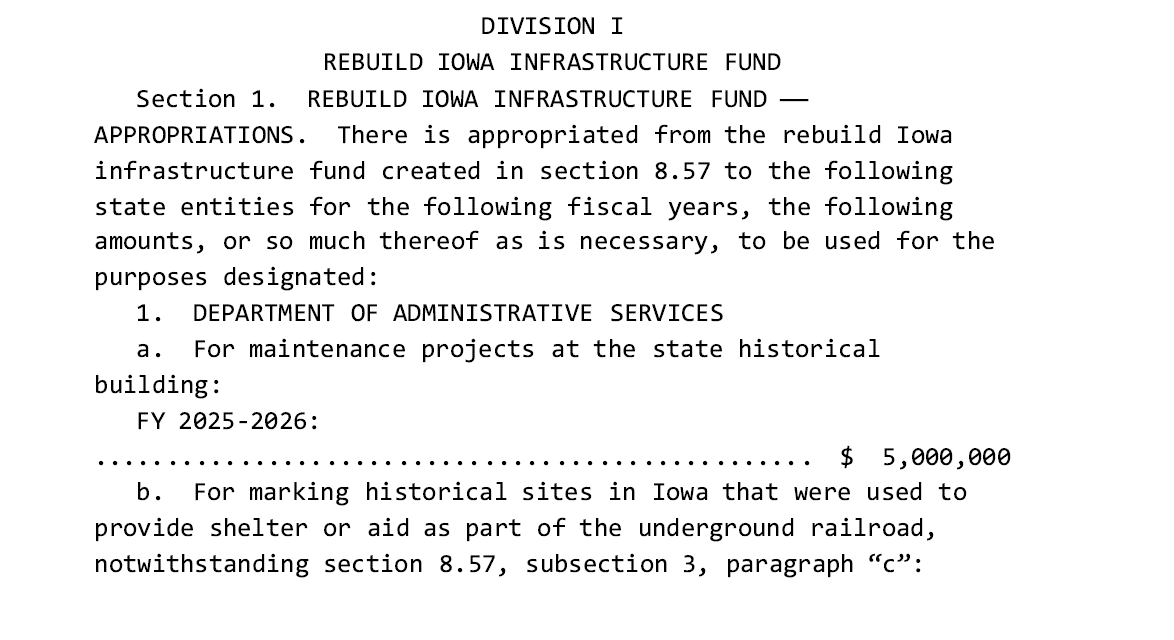 DIVISION I
REBUILD IOWA INFRASTRUCTURE FUND
Section 1. REBUILD IOWA INFRASTRUCTURE FUND ——
APPROPRIATIONS. There is appropriated from the rebuild Iowa
infrastructure fund created in section 8.57 to the following
state entities for the following fiscal years, the following
amounts, or so much thereof as is necessary, to be used for the
purposes designated:
1. DEPARTMENT OF ADMINISTRATIVE SERVICES
a. For maintenance projects at the state historical
building:
FY 2025-2026:
.................................................. $ 5,000,000
b. For marking historical sites in Iowa that were used to
provide shelter or aid as part of the underground railroad,
notwithstanding section 8.57, subsection 3, paragraph “c”: